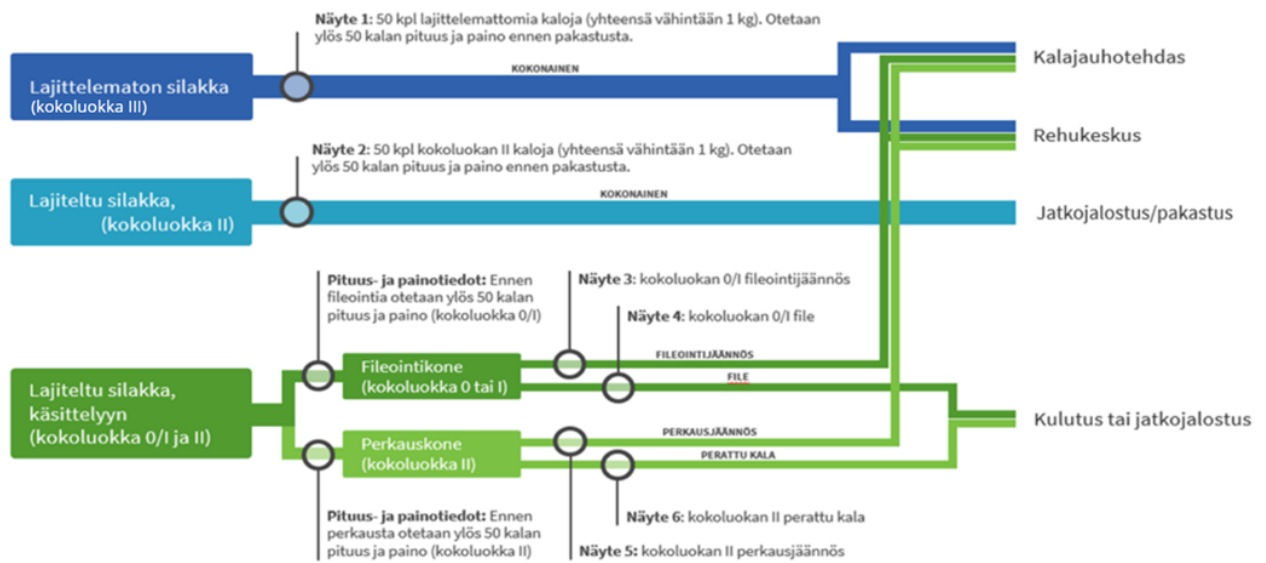 Näyte 1: 50 kpl lajittelemattomia kaloja (yhteensä vähintään 1 kg). Otetaan
ylös 50 kalan pituus ja paino ennen pakastusta.
Lajittelematon silakka
(kokoluokka III)
KOKONAINEN
Kalajauhotehdas
Rehukeskus
Näyte 2: 50 kpl kokoluokan II kaloja (yhteensä vähintään 1 kg). Otetaan
ylös 50 kalan pituus ja paino ennen pakastusta.
Lajiteltu silakka,
(kokoluokka II)
KOKONAINEN
Jatkojalostus/pakastus
Pituus- ja painotiedot: Ennen
fileointia otetaan ylös 50 kalan
pituus ja paino (kokoluokka 0/I)
Näyte 3: kokoluokan 0/I fileointijäännös
Näyte 4: kokoluokan 0/I file
Lajiteltu silakka,
käsittelyyn
(kokoluokka 0/I ja II)
Fileointikone
(kokoluokka 0 tai I)
FILEOINTIJÄÄNNÖS
FILE
Perkauskone
(kokoluokka II)
PERKAUSJÄÄNNÖS
PERATTU KALA
Kulutus tai jatkojalostus
Pituus- ja painotiedot: Ennen
perkausta otetaan ylös 50 kalan
pituus ja paino (kokoluokka II)
Näyte 6: kokoluokan II perattu kala
Näyte 5: kokoluokan II perkausjäännös